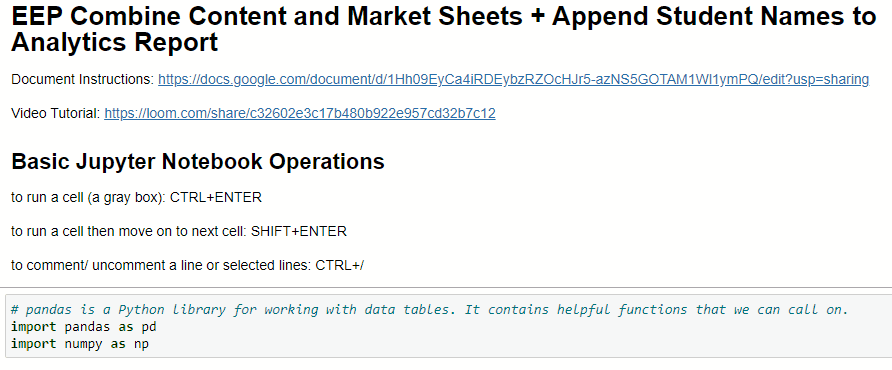 EEP Combine Content and Market Sheets + Append Student Names to
Analytics Report
Document Instructions: https://docs.google.com/document/d/1Hh09EyCa4iRDEybzRZOcHJr5-azNS5GOTAM1WI1ymPQ/edit?usp=sharing
Video Tutorial: https://loom.com/share/c32602e3c17b480b922e957cd32b7c12
Basic Jupyter Notebook Operations
to run a cell (a gray box): CTRL+ENTER
to run a cell then move on to next cell: SHIFT+ENTER
to comment/ uncomment a line or selected lines: CTRL+/
# pandas is a Python library for working with data tables. It contains helpful functions that we can call on.
import pandas as pd
import numpy as np